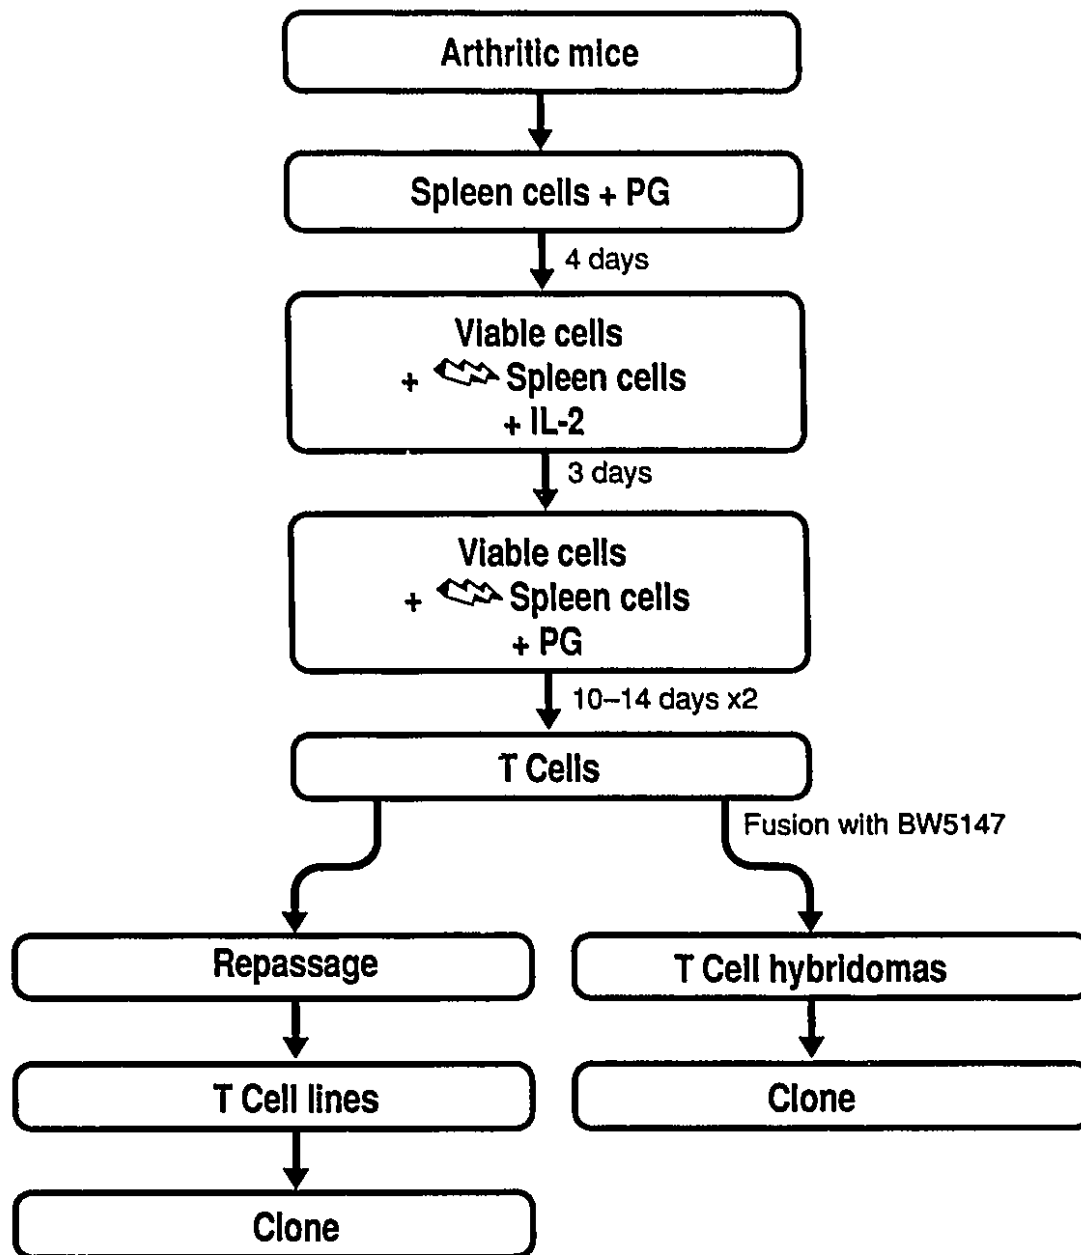 Arthritic mice
Spleen cells + PG
4 days
Viable cells
+ Spleen cells
+ IL-2
3 days
Viable cells
+ Spleen cells
+ PG
10–14 days x2
T Cells
Fusion with BW5147
Repassage
T Cell hybridomas
T Cell lines
Clone
Clone